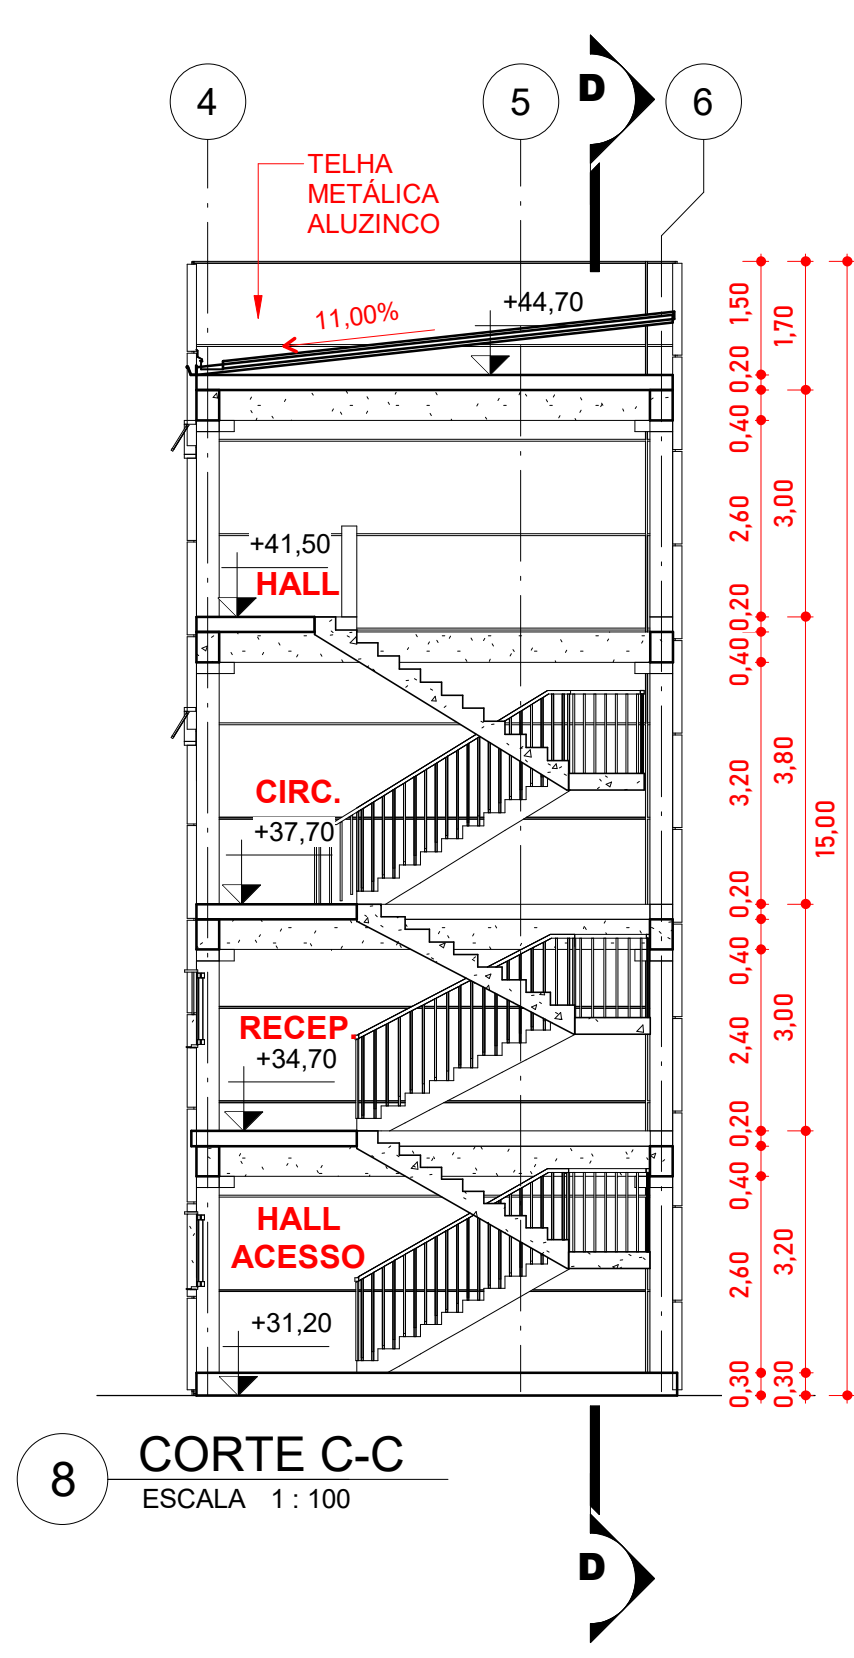 4
5
D
6
TELHA
METÁLICA
ALUZINCO
11,00%
+44,70
1,50
1,70
0,20
0,40
2,60
3,00
+41,50
HALL
0,20
0,40
CIRC.
+37,70
3,20
3,80
15,00
0,20
0,40
RECEP.
+34,70
2,40
3,00
0,20
0,40
HALL
ACESSO
2,60
3,20
+31,20
0,30
0,30
8
CORTE C-C
ESCALA 1 : 100
D